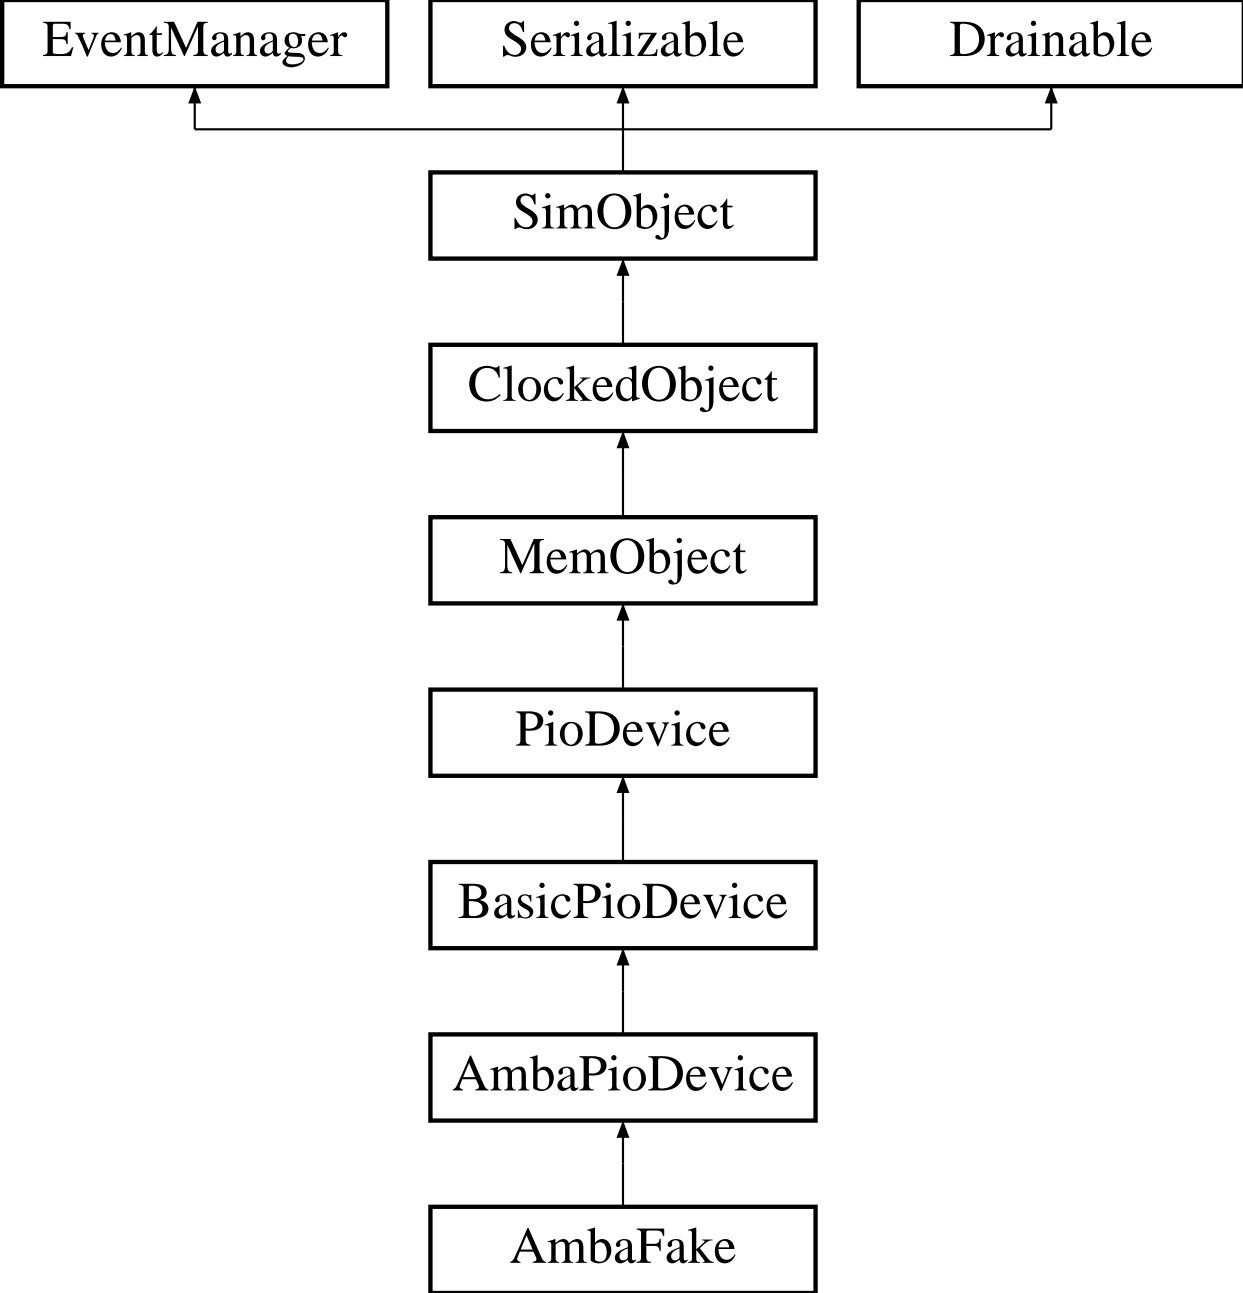 EventManager Serializable Drainable
SimObject
ClockedObject
MemObject
PioDevice
BasicPioDevice
AmbaPioDevice
AmbaFake